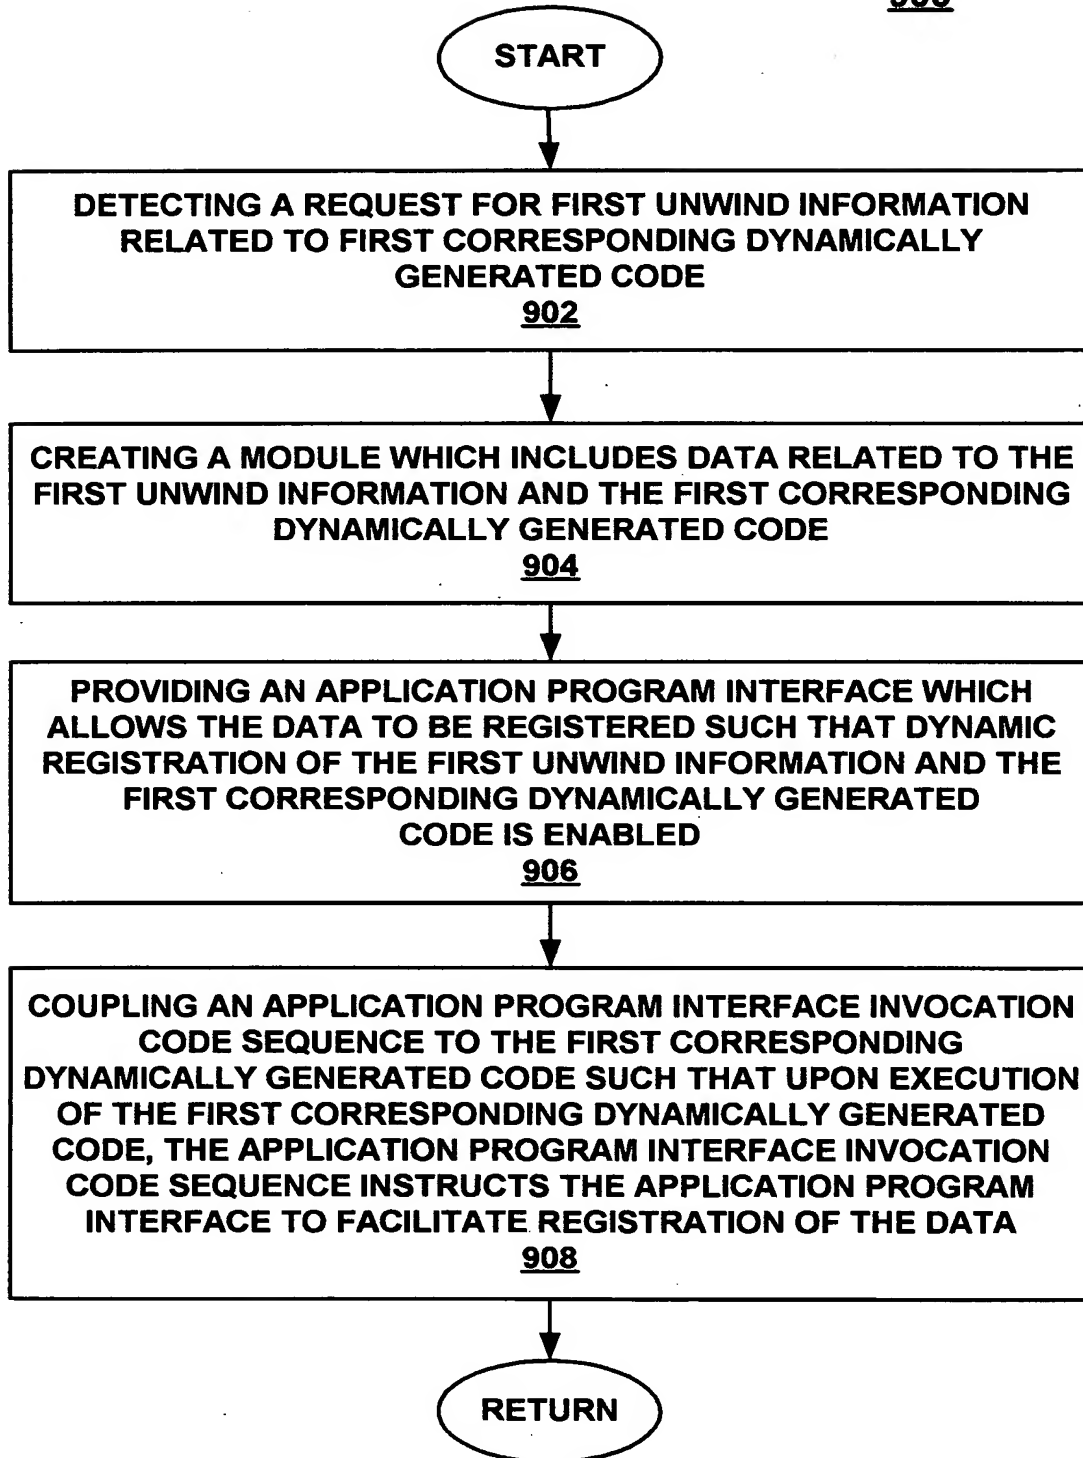 START
DETECTING A REQUEST FOR FIRST UNWIND INFORMATION
RELATED TO FIRST CORRESPONDING DYNAMICALLY
GENERATED CODE
902
CREATING A MODULE WHICH INCLUDES DATA RELATED TO THE
FIRST UNWIND INFORMATION AND THE FIRST CORRESPONDING
DYNAMICALLY GENERATED CODE
904
PROVIDING AN APPLICATION PROGRAM INTERFACE WHICH
ALLOWS THE DATA TO BE REGISTERED SUCH THAT DYNAMIC
REGISTRATION OF THE FIRST UNWIND INFORMATION AND THE
FIRST CORRESPONDING DYNAMICALLY GENERATED
CODE IS ENABLED
906
COUPLING AN APPLICATION PROGRAM INTERFACE INVOCATION
CODE SEQUENCE TO THE FIRST CORRESPONDING
DYNAMICALLY GENERATED CODE SUCH THAT UPON EXECUTION
OF THE FIRST CORRESPONDING DYNAMICALLY GENERATED
CODE, THE APPLICATION PROGRAM INTERFACE INVOCATION
CODE SEQUENCE INSTRUCTS THE APPLICATION PROGRAM
INTERFACE TO FACILITATE REGISTRATION OF THE DATA
908
RETURN